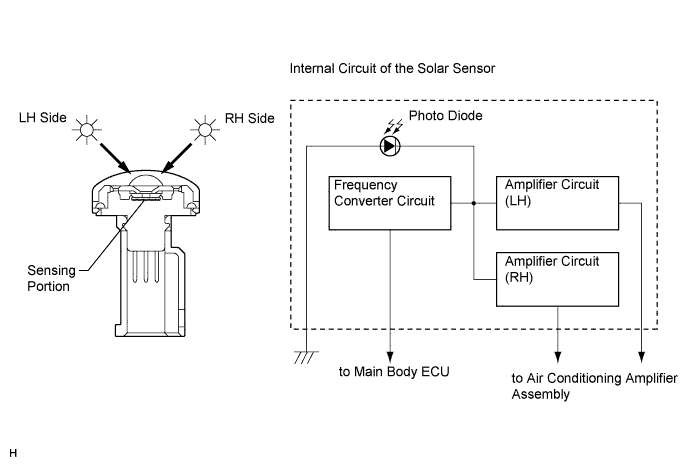 Internal Circuit of the Solar Sensor
LH Side
RH Side
Photo Diode
Frequency
Converter Circuit
Amplifier Circuit
(LH)
Amplifier Circuit
(RH)
Sensing
Portion
to Main Body ECU
to Air Conditioning Amplifier
Assembly
H